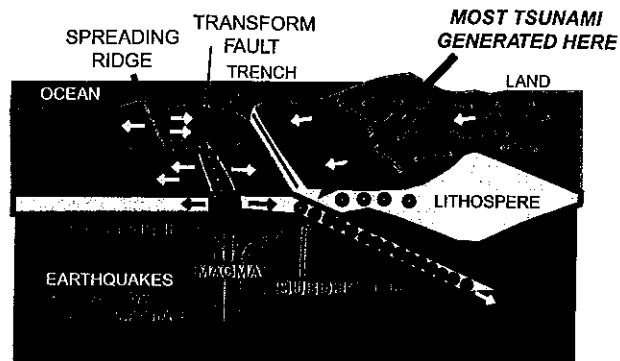 MOST TSUNAMI
GENERATED HERE
TRANSFORM
FAULT
SPREADING
RIDGE
TRENCH
OCEAN
LAND
LITHOSPERE
EARTHQUAKES
MAGMA